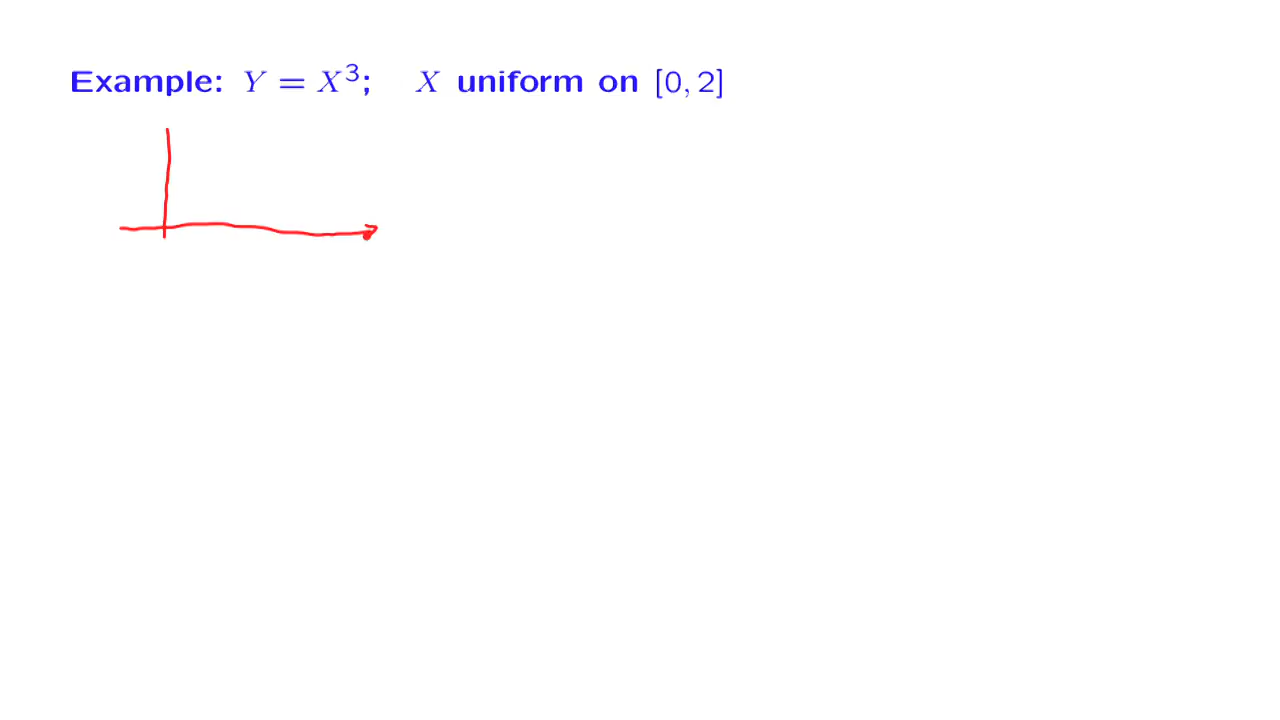 Example: Y = X³; X uniform on [0, 2]